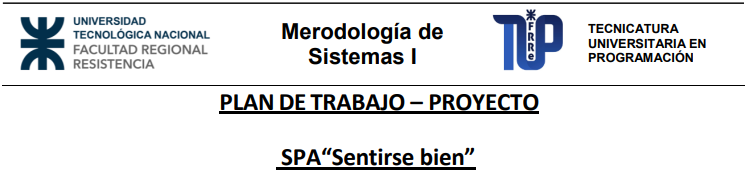 UNIVERSIDAD
TECNOLÓGICA NACIONAL
FACULTAD REGIONAL
RESISTENCIA
Merodología de
Sistemas I
FRRe
TUP
TECNICATURA
UNIVERSITARIA EN
PROGRAMACIÓN
PLAN DE TRABAJO – PROYECTO
SPA“Sentirse bien”